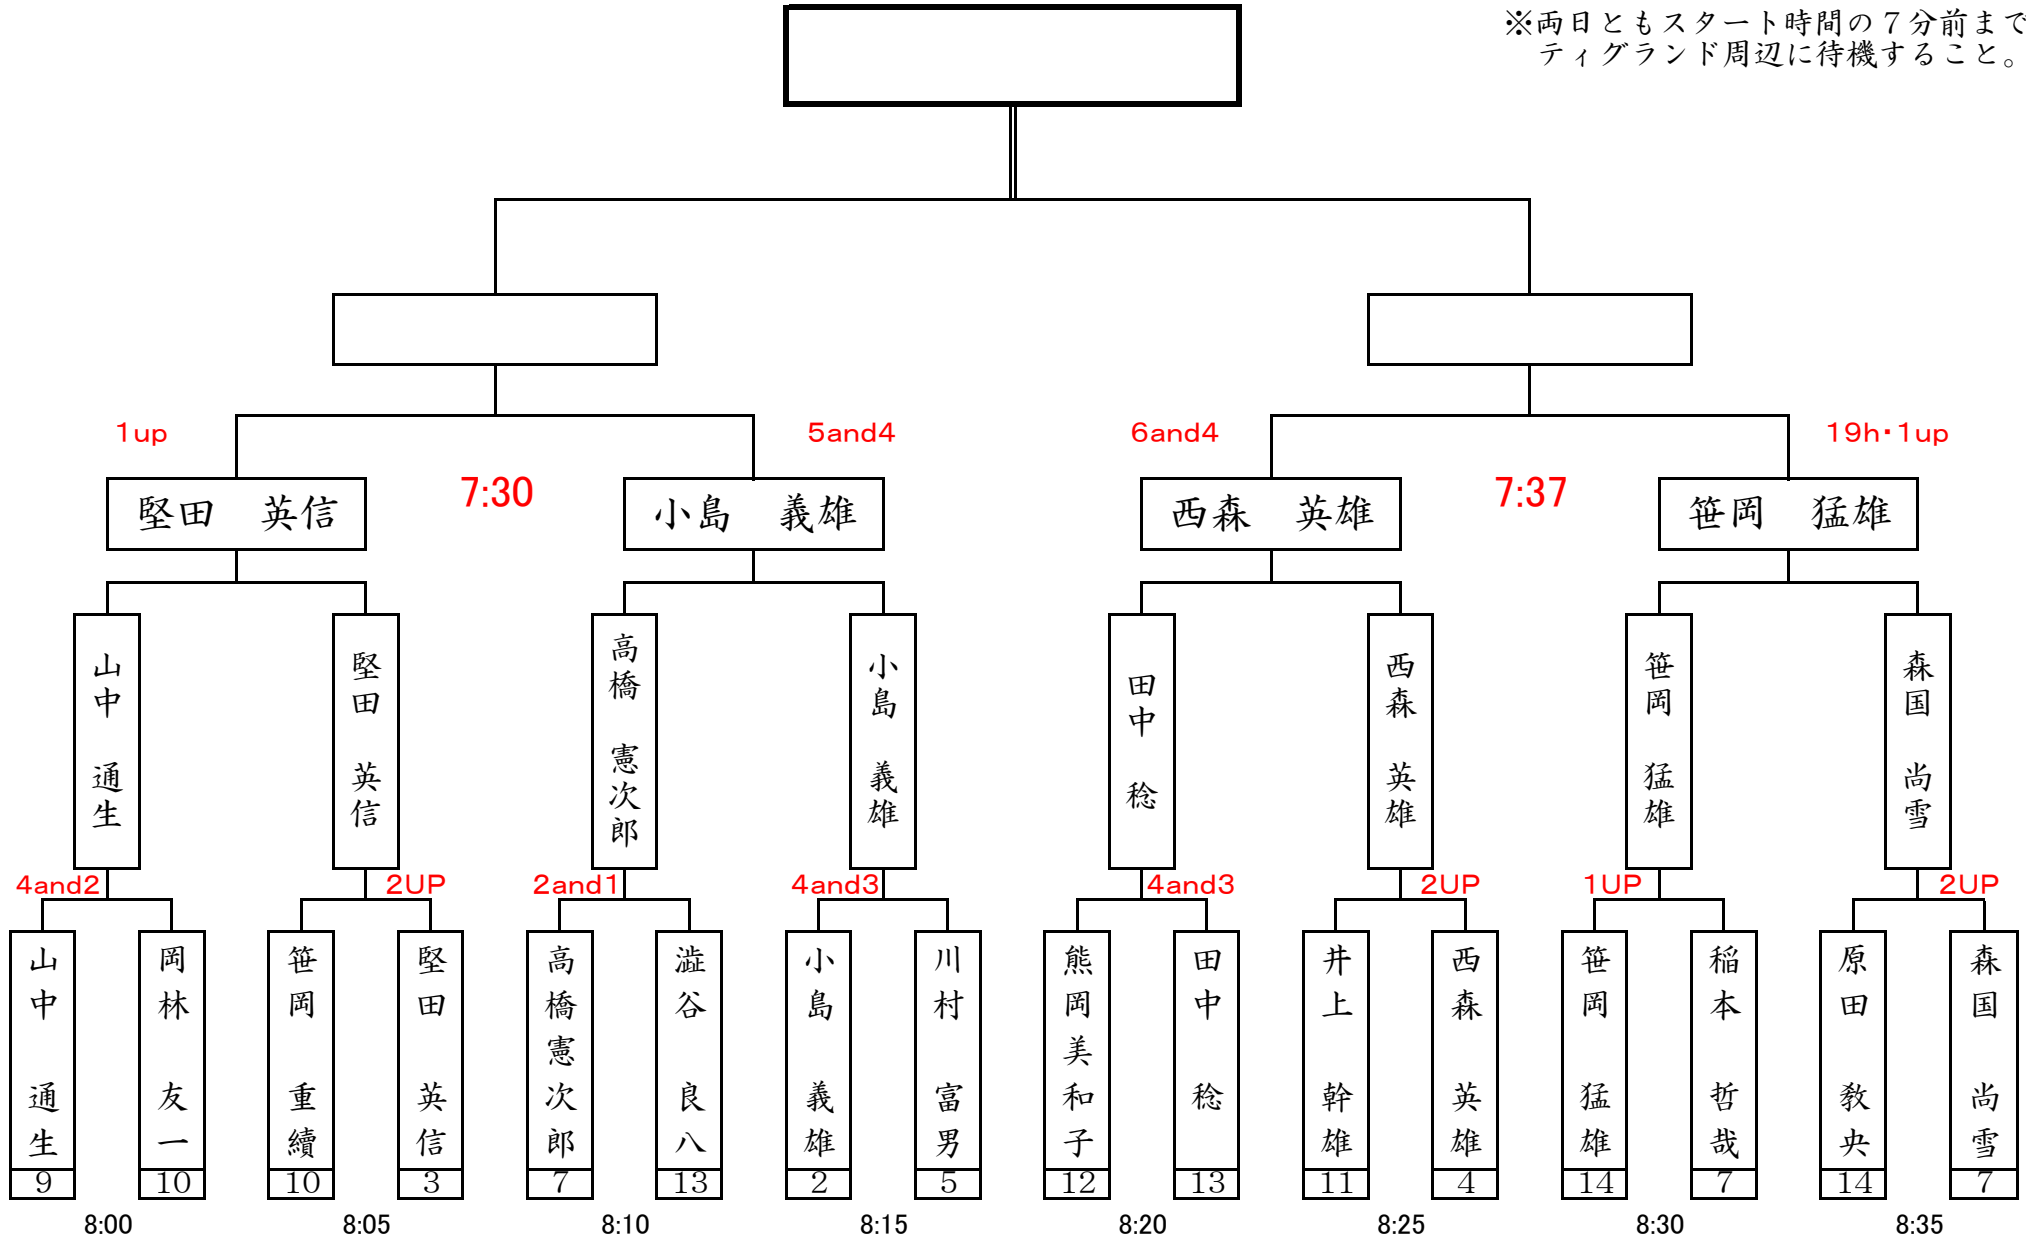 ※両日ともスタート時間の７分前まで
ティグランド周辺に待機すること。
1up
5and4
6and4
19h・1up
7:30
7:37
堅田　英信
小島　義雄
西森　英雄
笹岡　猛雄
山中　通生
堅田　英信
高橋　憲次郎
小島　義雄
田中　稔
西森　英雄
笹岡　猛雄
森国　尚雪
4and2
2UP
2and1
4and3
4and3
2UP
1UP
2UP
山中　通生
岡林　友一
笹岡　重續
堅田　英信
高橋憲次郎
澁谷　良八
小島　義雄
川村　富男
熊岡美和子
田中　稔
井上　幹雄
西森　英雄
笹岡　猛雄
稲本　哲哉
原田　教央
森国　尚雪
9
10
10
3
7
13
2
5
12
13
11
4
14
7
14
7
8:00
8:05
8:10
8:15
8:20
8:25
8:30
8:35